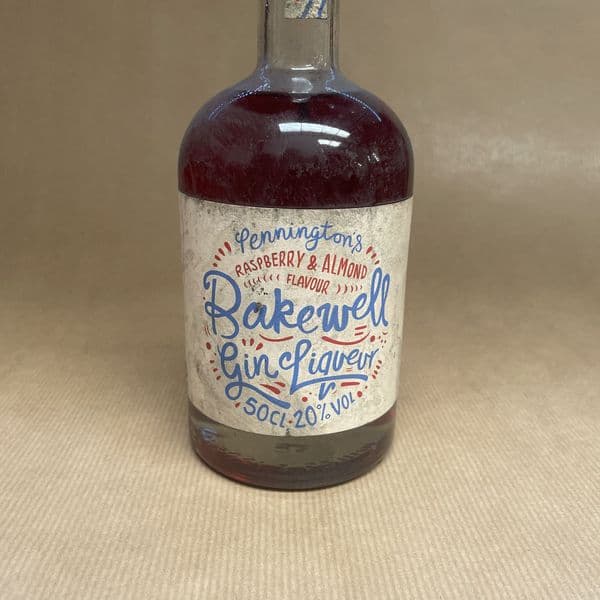 Pennington's
RASPBERRY & ALMOND
FLAVOUR
Bakewell
Gin Liqueur
50CL·20% VOL